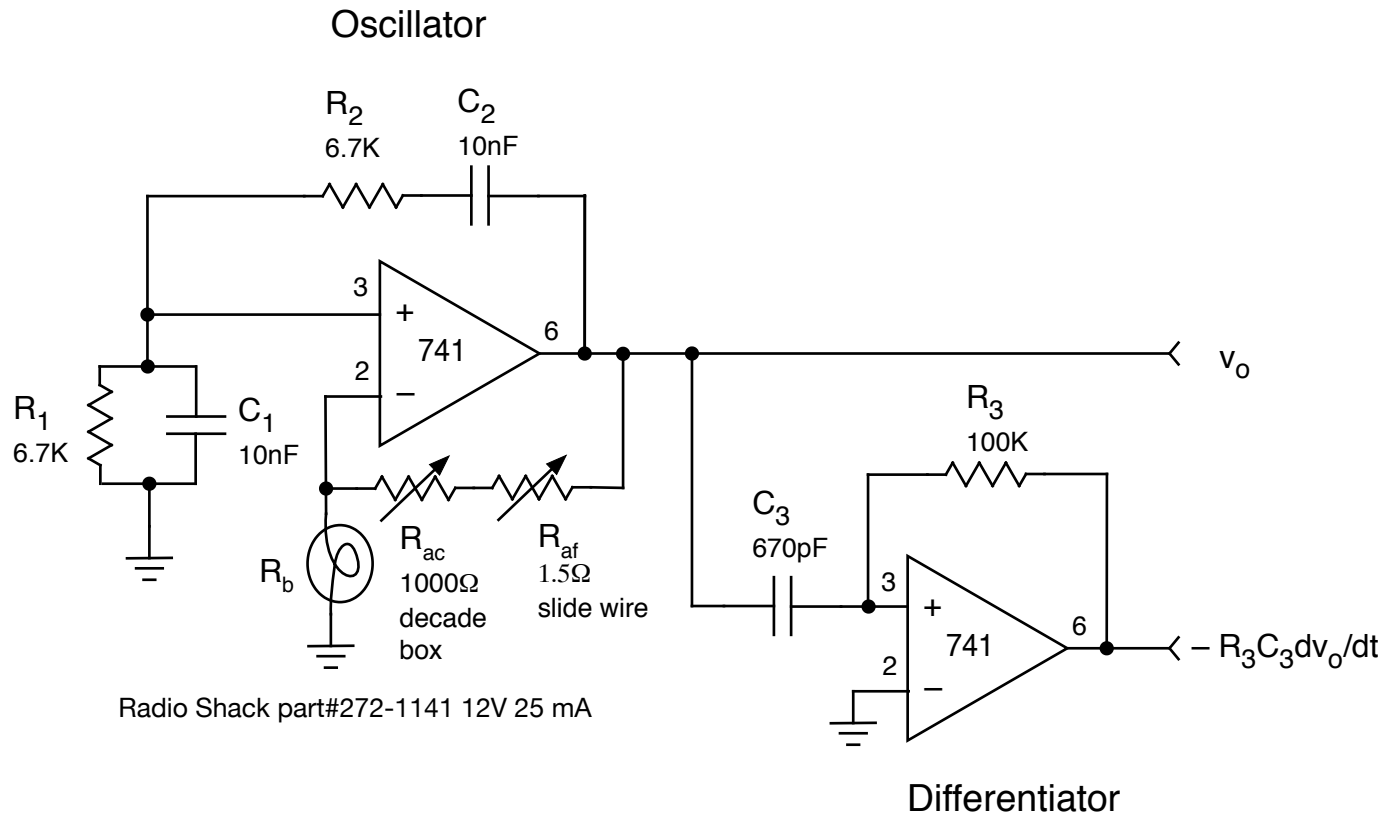 Oscillator
R2
6.7K
C2
10nF
3
+
741
6
2
−
vo
R1
6.7K
C1
10nF
R3
100K
C3
670pF
Rb
Rac
1000Ω
decade
box
Raf
1.5Ω
slide wire
3
+
741
6
2
−
− R3C3dvo/dt
Radio Shack part#272-1141 12V 25 mA
Differentiator